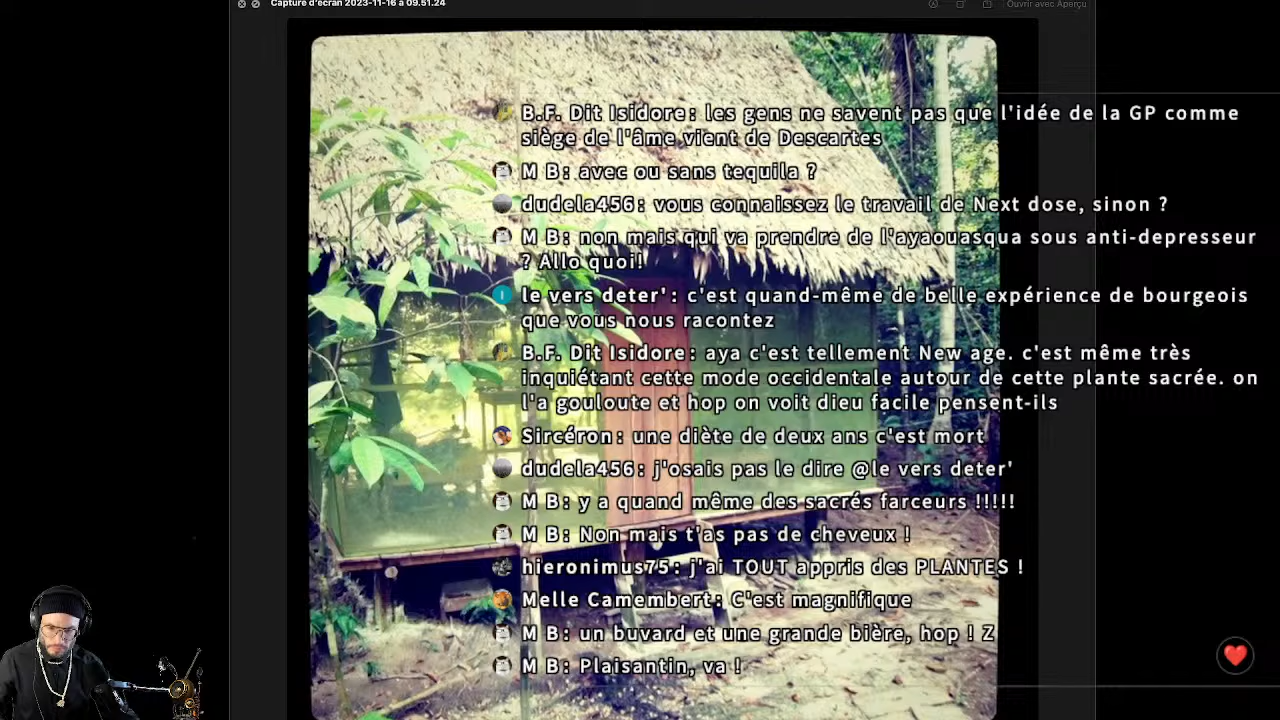 Capture d'écran 2023-11-16 à 09.51.24
Ouvrir avec Aperçu
B.F. Dit Isidore: les gens ne savent pas que l'idée de la GP comme
siège de l'âme vient de Descartes
M B: avec ou sans tequila ?
dudela456: vous connaissez le travail de Next dose, sinon ?
M B: non mais qui va prendre de l'ayaouasqua sous anti-depresseur
? Allo quoi!
I
le vers deter': c'est quand-même de belle expérience de bourgeois
que vous nous racontez
B.F. Dit Isidore: aya c'est tellement New age. c'est même très
inquiétant cette mode occidentale autour de cette plante sacrée. on
l'a gouloute et hop on voit dieu facile pensent-ils
Sircéron: une diète de deux ans c'est mort
dudela456: j'osais pas le dire @le vers deter'
M B: y a quand même des sacrés farceurs !!!!!
M B: Non mais t'as pas de cheveux !
hieronimus75: j'ai TOUT appris des PLANTES !
Melle Camembert: C'est magnifique
M B: un buvard et une grande bière, hop ! Z
M B: Plaisantin, va !